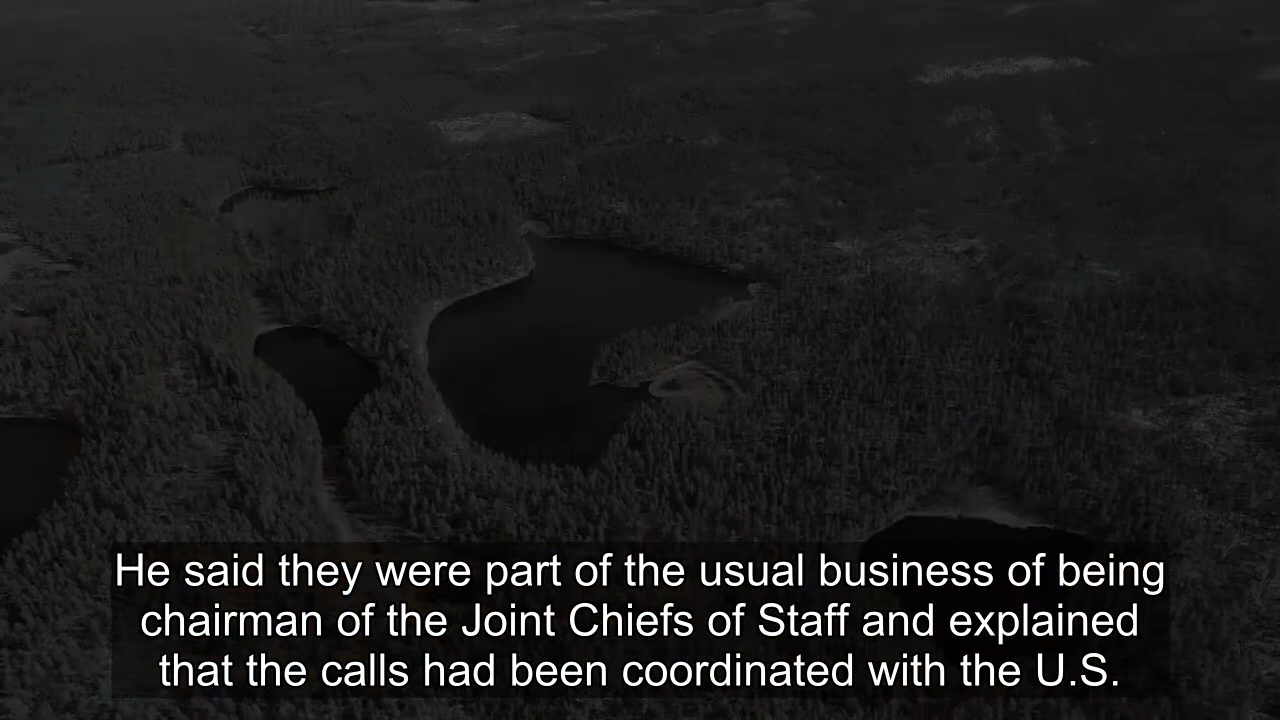 He said they were part of the usual business of being
chairman of the Joint Chiefs of Staff and explained
that the calls had been coordinated with the U.S.